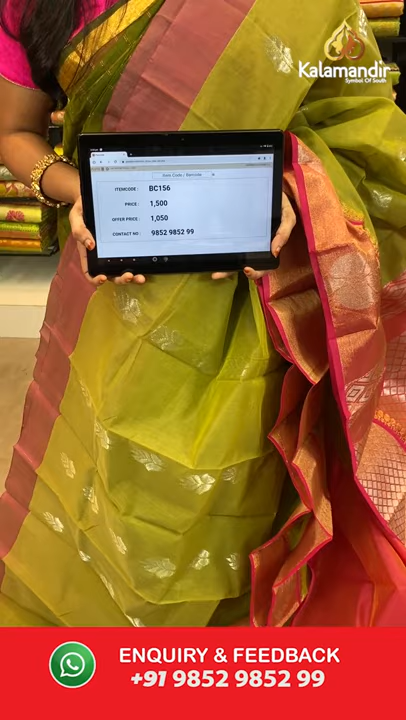 Kalamandir
Symbol Of South
Item Code / Barcode
ITEMCODE : BC156
PRICE : 1,500
OFFER PRICE : 1,050
CONTACT NO : 9852 9852 99
ENQUIRY & FEEDBACK
+91 9852 9852 99